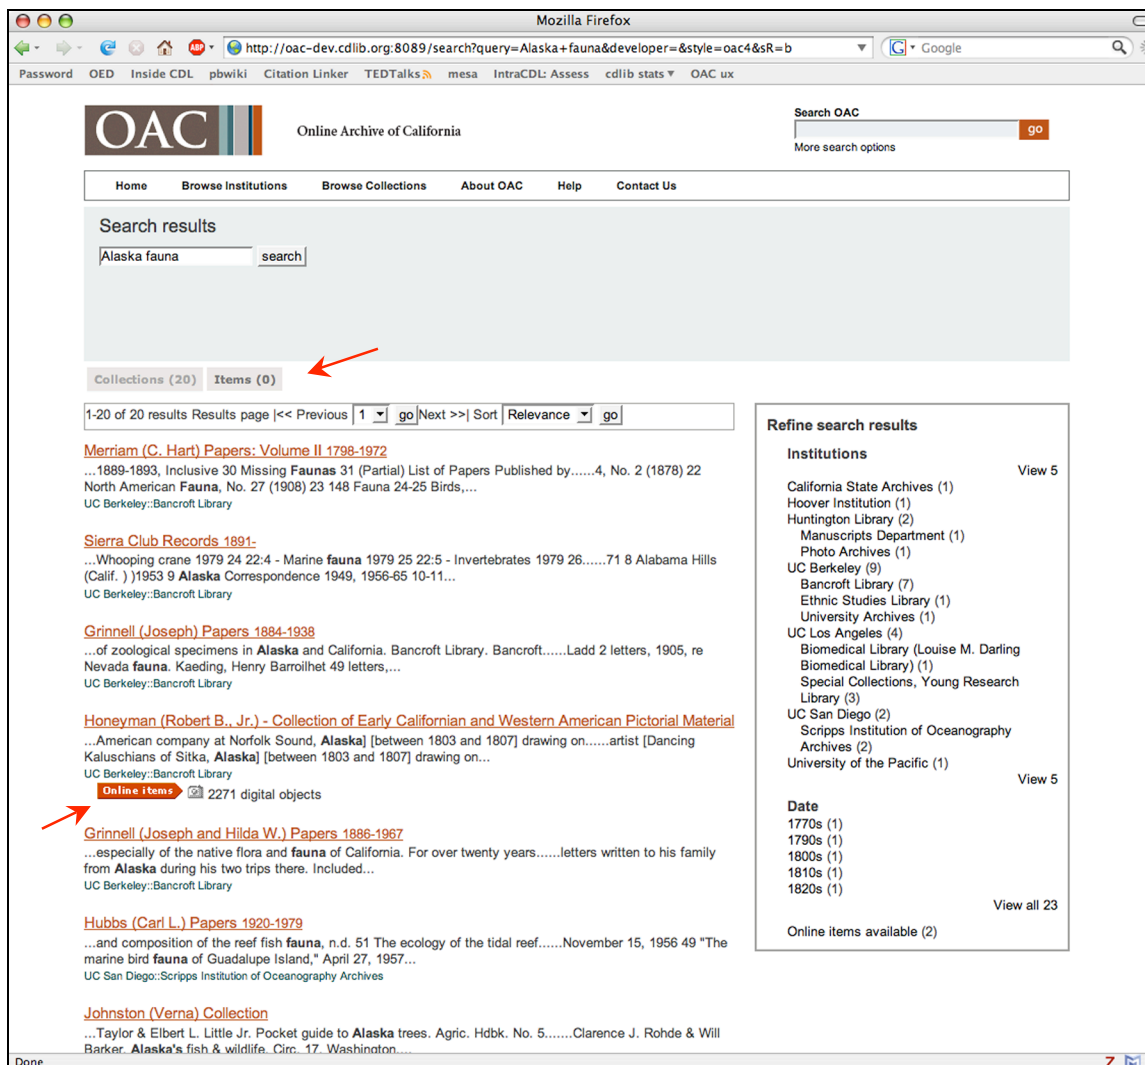 Mozilla Firefox
ABP
http://oac-dev.cdlib.org:8089/search?query=Alaska+fauna&developer=&style=oac4&sR=b
G
Google
Password OED Inside CDL pbwiki Citation Linker TEDTalks mesa IntraCDL: Assess cdlib stats OAC ux
OAC
Online Archive of California
Search OAC
go
More search options
Home Browse Institutions Browse Collections About OAC Help Contact Us
Search results
Alaska fauna search
Collections (20) Items (0)
1-20 of 20 results Results page |<< Previous 1 go Next >>| Sort Relevance go
Merriam (C. Hart) Papers: Volume II 1798-1972
...1889-1893, Inclusive 30 Missing Faunas 31 (Partial) List of Papers Published by......4, No. 2 (1878) 22
North American Fauna, No. 27 (1908) 23 148 Fauna 24-25 Birds,...
UC Berkeley::Bancroft Library
Sierra Club Records 1891-
...Whooping crane 1979 24 22:4 - Marine fauna 1979 25 22:5 - Invertebrates 1979 26......71 8 Alabama Hills
(Calif. ) )1953 9 Alaska Correspondence 1949, 1956-65 10-11...
UC Berkeley::Bancroft Library
Grinnell (Joseph) Papers 1884-1938
...of zoological specimens in Alaska and California. Bancroft Library. Bancroft......Ladd 2 letters, 1905, re
Nevada fauna. Kaeding, Henry Barroilhet 49 letters,...
UC Berkeley::Bancroft Library
Honeyman (Robert B., Jr.) - Collection of Early Californian and Western American Pictorial Material
...American company at Norfolk Sound, Alaska] [between 1803 and 1807] drawing on......artist [Dancing
Kaluschians of Sitka, Alaska] [between 1803 and 1807] drawing on...
UC Berkeley::Bancroft Library
Online items 2271 digital objects
Grinnell (Joseph and Hilda W.) Papers 1886-1967
...especially of the native flora and fauna of California. For over twenty years......letters written to his family
from Alaska during his two trips there. Included...
UC Berkeley::Bancroft Library
Hubbs (Carl L.) Papers 1920-1979
...and composition of the reef fish fauna, n.d. 51 The ecology of the tidal reef......November 15, 1956 49 "The
marine bird fauna of Guadalupe Island," April 27, 1957...
UC San Diego::Scripps Institution of Oceanography Archives
Johnston (Verna) Collection
...Taylor & Elbert L. Little Jr. Pocket guide to Alaska trees. Agric. Hdbk. No. 5.......Clarence J. Rohde & Will
Barker. Alaska's fish & wildlife. Circ. 17. Washington....
Refine search results
Institutions
View 5
California State Archives (1)
Hoover Institution (1)
Huntington Library (2)
Manuscripts Department (1)
Photo Archives (1)
UC Berkeley (9)
Bancroft Library (7)
Ethnic Studies Library (1)
University Archives (1)
UC Los Angeles (4)
Biomedical Library (Louise M. Darling
Biomedical Library) (1)
Special Collections, Young Research
Library (3)
UC San Diego (2)
Scripps Institution of Oceanography
Archives (2)
University of the Pacific (1)
View 5
Date
1770s (1)
1790s (1)
1800s (1)
1810s (1)
1820s (1)
View all 23
Online items available (2)
Done
Z